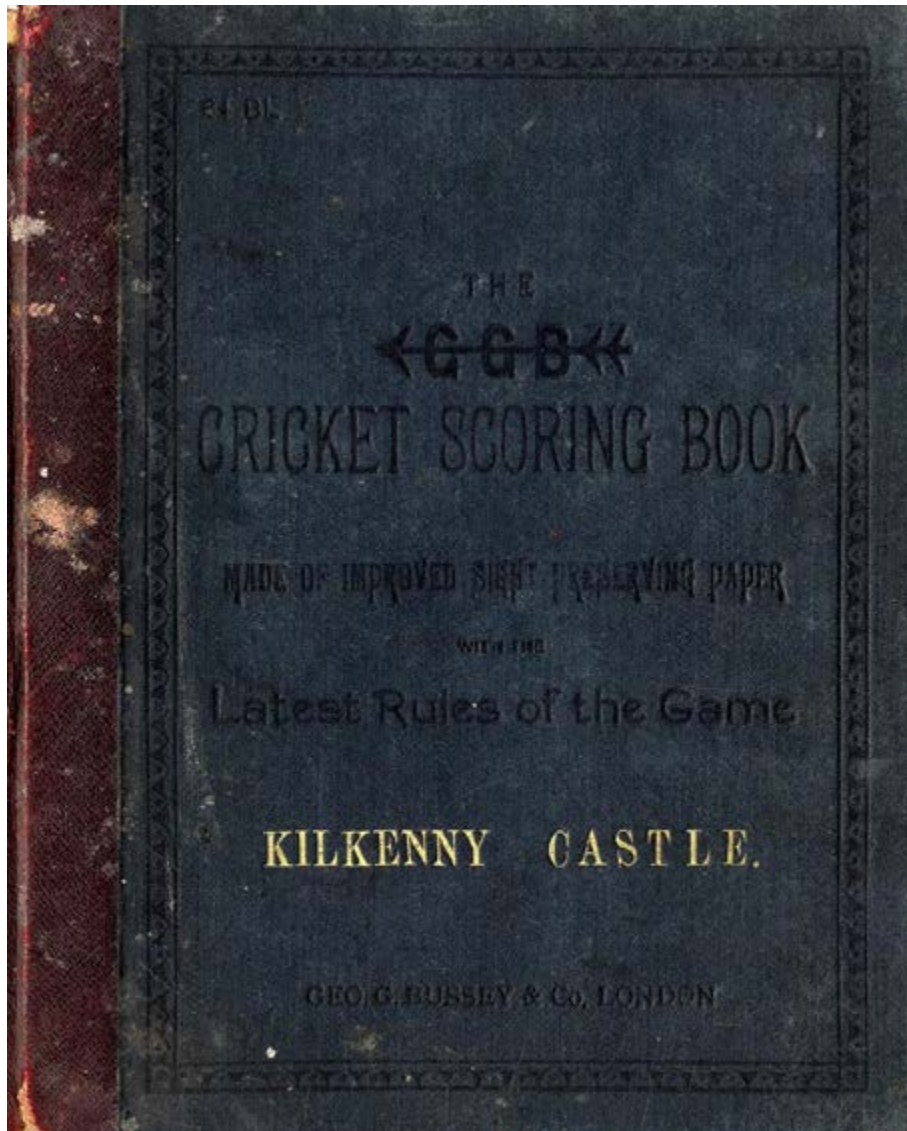 THE
GGB
CRICKET SCORING BOOK
MADE OF IMPROVED SIGHT PRESERVING PAPER
WITH THE
Latest Rules of the Game
KILKENNY CASTLE.
GEO. G. BUSSEY & Co, LONDON